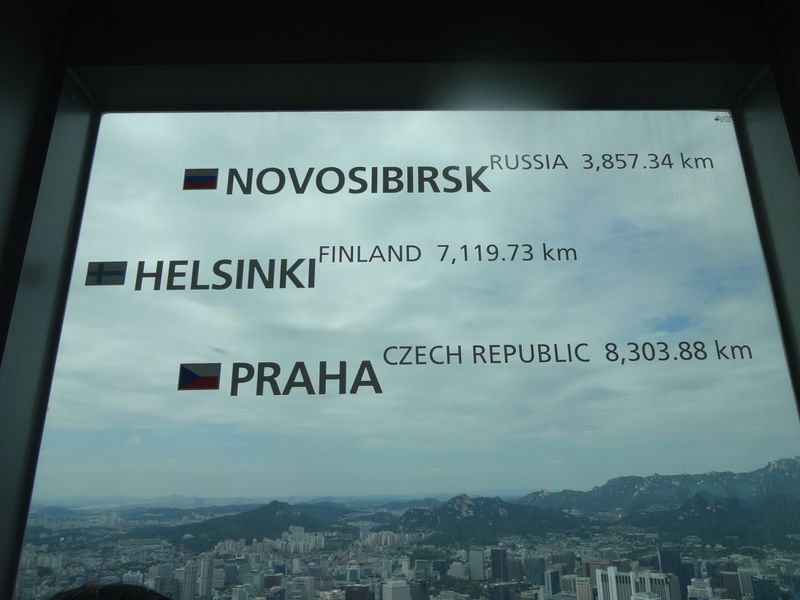 NOVOSIBIRSK RUSSIA 3,857.34 km
HELSINKI FINLAND 7,119.73 km
PRAHA CZECH REPUBLIC 8,303.88 km